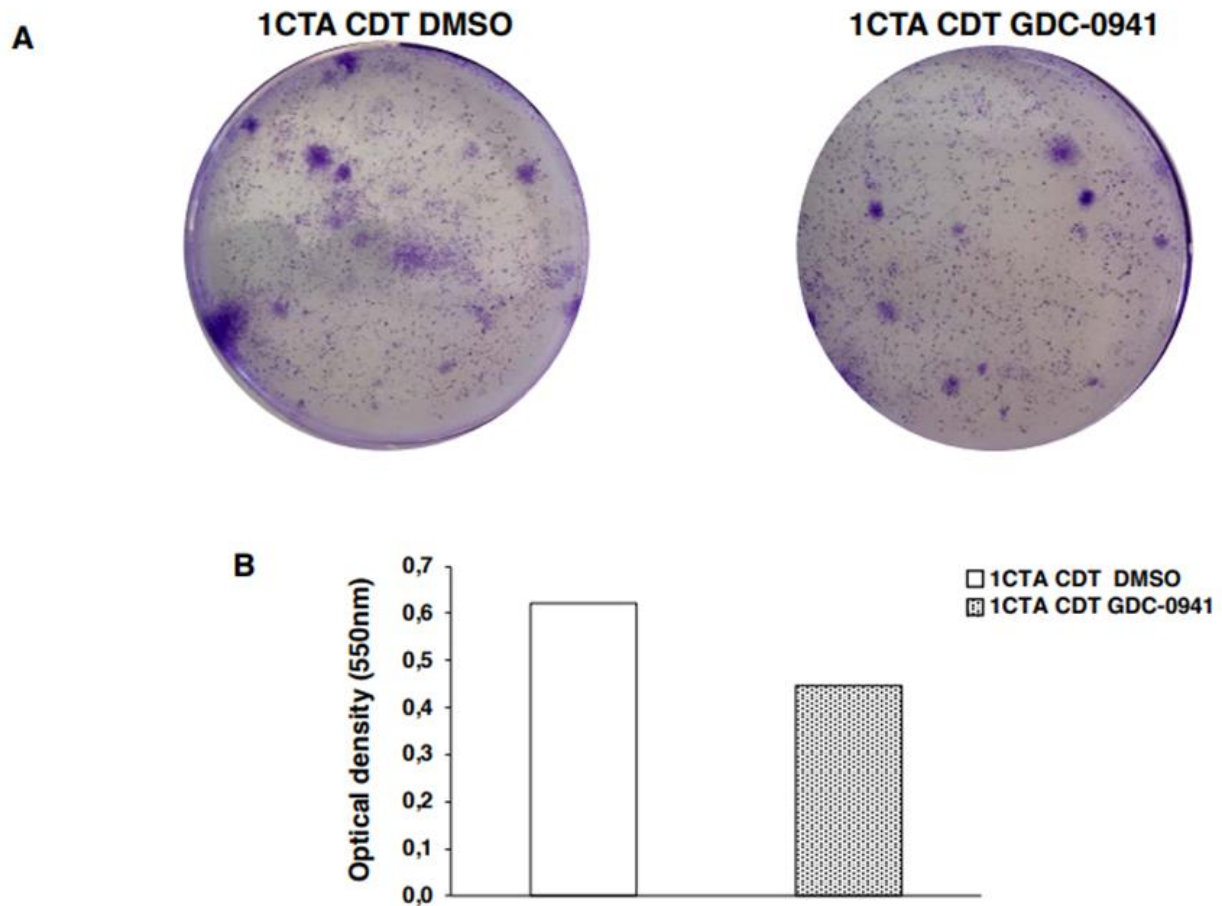 A
1CTA CDT DMSO
1CTA CDT GDC-0941
B
Optical density (550nm)
0,7
0,6
0,5
0,4
0,3
0,2
0,1
0,0
1CTA CDT  DMSO
1CTA CDT GDC-0941